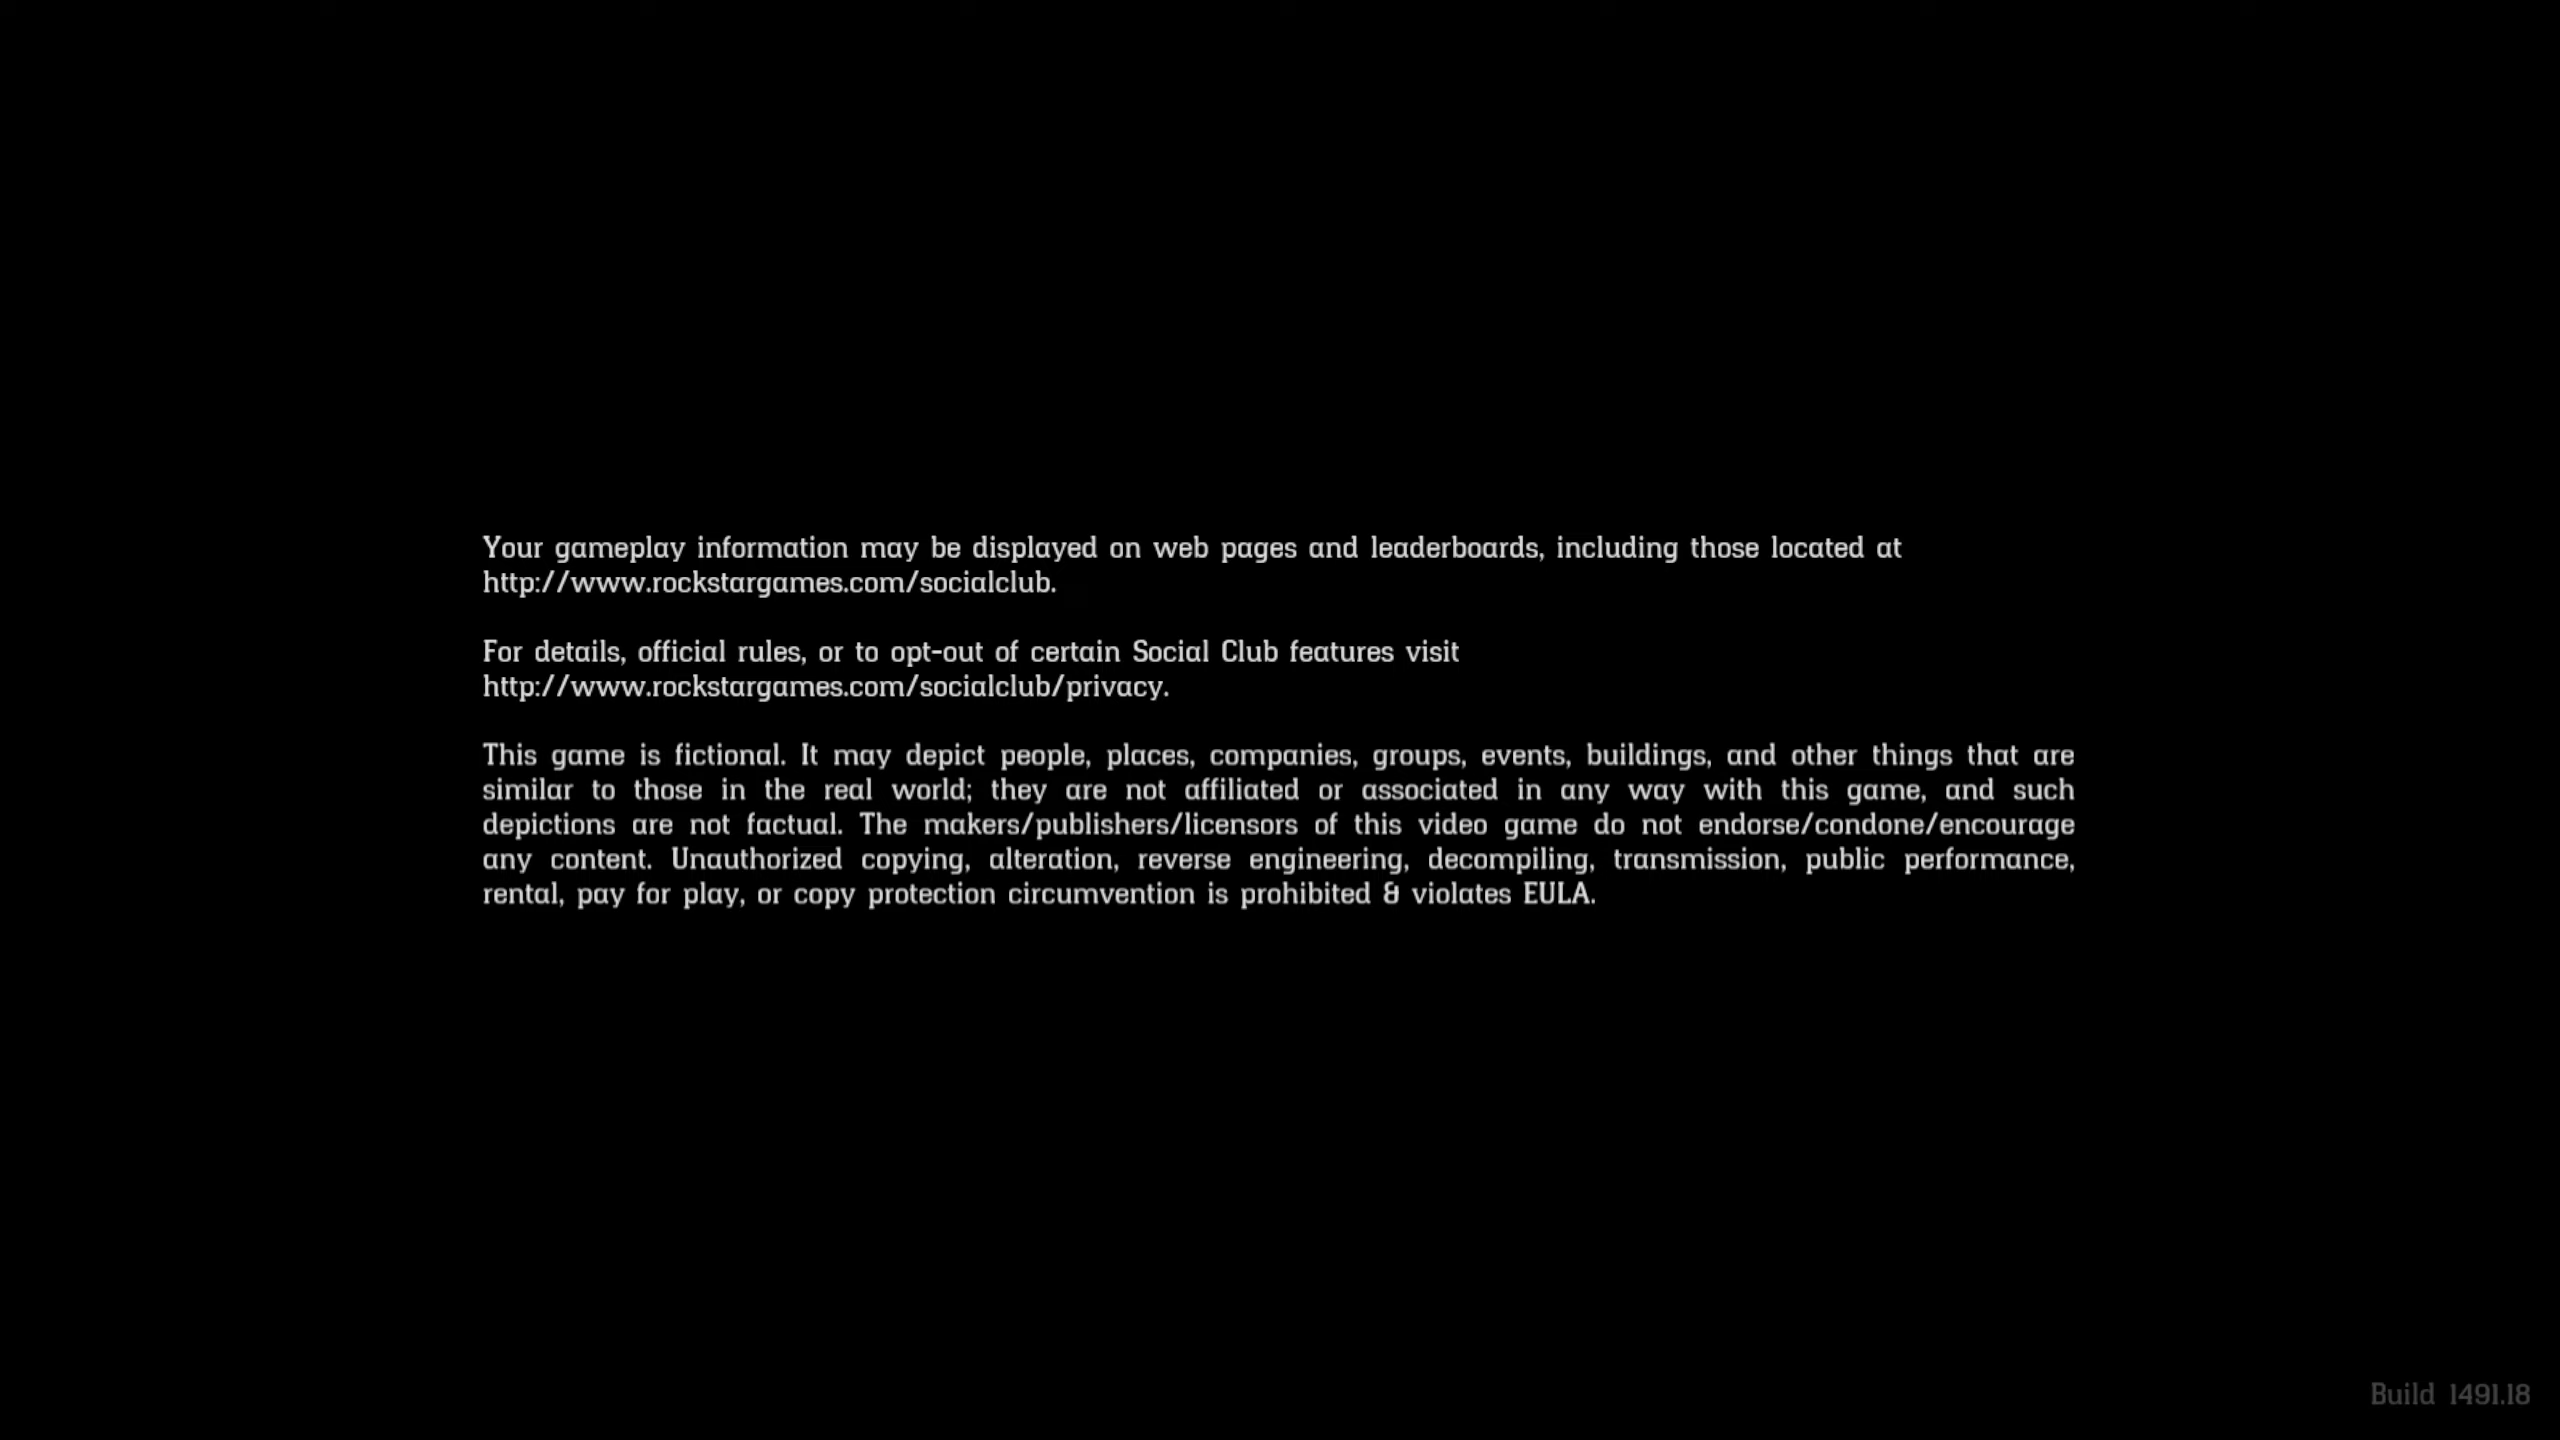 Your gameplay information may be displayed on web pages and leaderboards, including those located at
http://www.rockstargames.com/socialclub.
For details, official rules, or to opt-out of certain Social Club features visit
http://www.rockstargames.com/socialclub/privacy.
This game is fictional. It may depict people, places, companies, groups, events, buildings, and other things that are
similar to those in the real world; they are not affiliated or associated in any way with this game, and such
depictions are not factual. The makers/publishers/licensors of this video game do not endorse/condone/encourage
any content. Unauthorized copying, alteration, reverse engineering, decompiling, transmission, public performance,
rental, pay for play, or copy protection circumvention is prohibited & violates EULA.
Build 1491.18